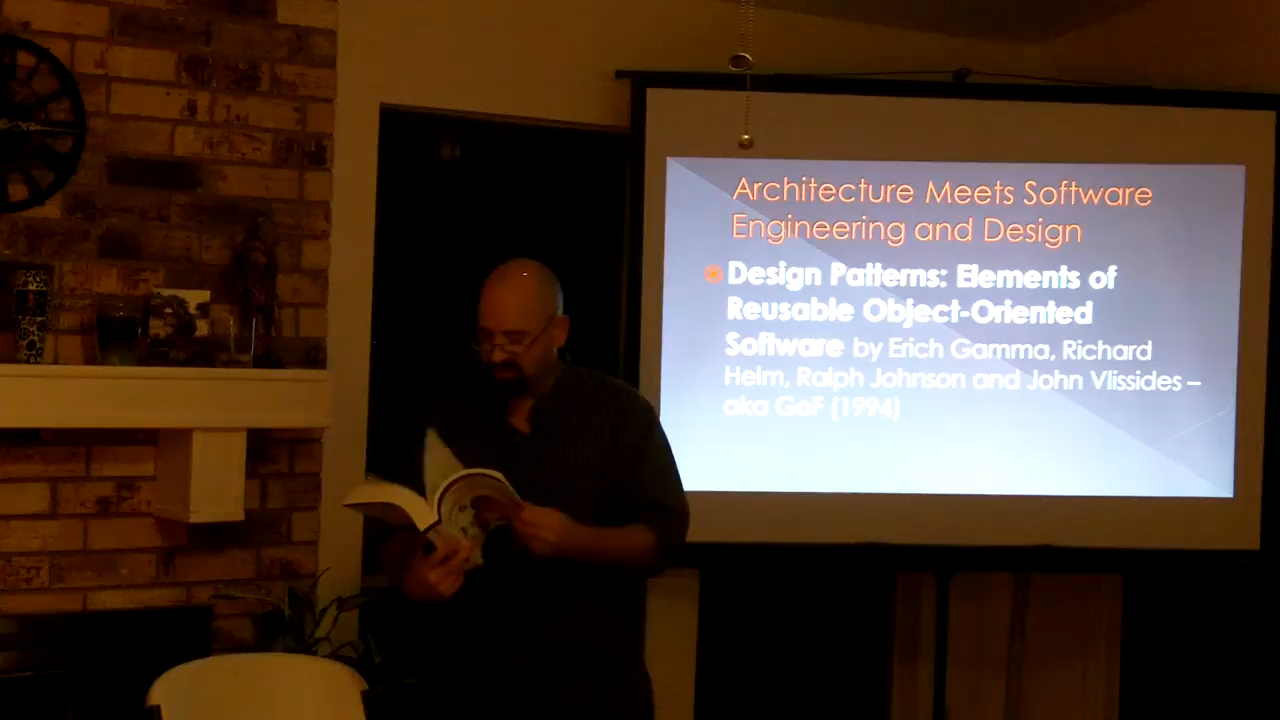 Architecture Meets Software
Engineering and Design
Design Patterns: Elements of
Reusable Object-Oriented
Software by Erich Gamma, Richard
Helm, Ralph Johnson and John Vlissides –
aka GoF (1994)